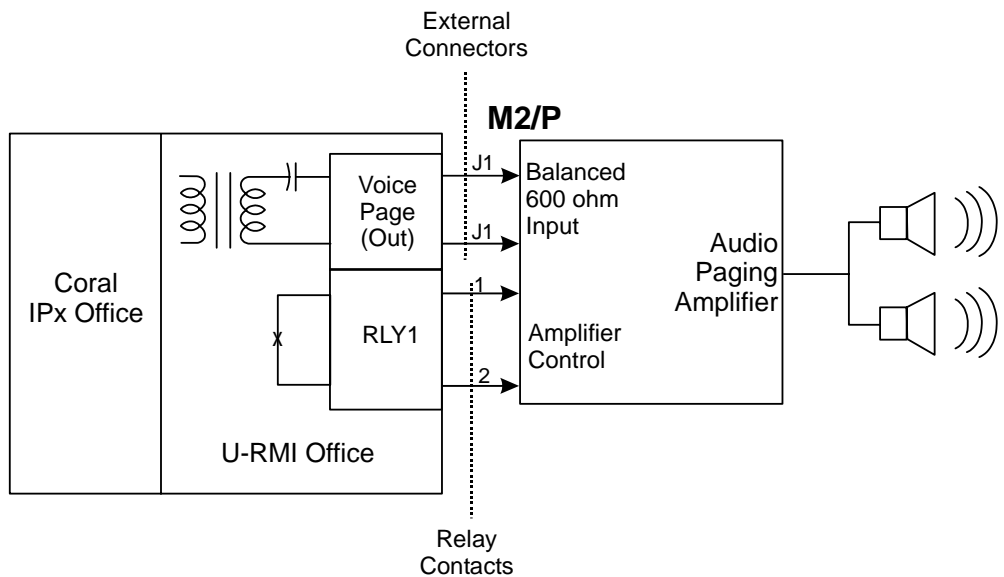 External
Connectors
M2/P
J1
Balanced
600 ohm
Input
Voice
Page
(Out)
J1
Audio
Paging
Amplifier
Coral
IPx Office
1
RLY1
Amplifier
Control
2
U-RMI Office
Relay
Contacts